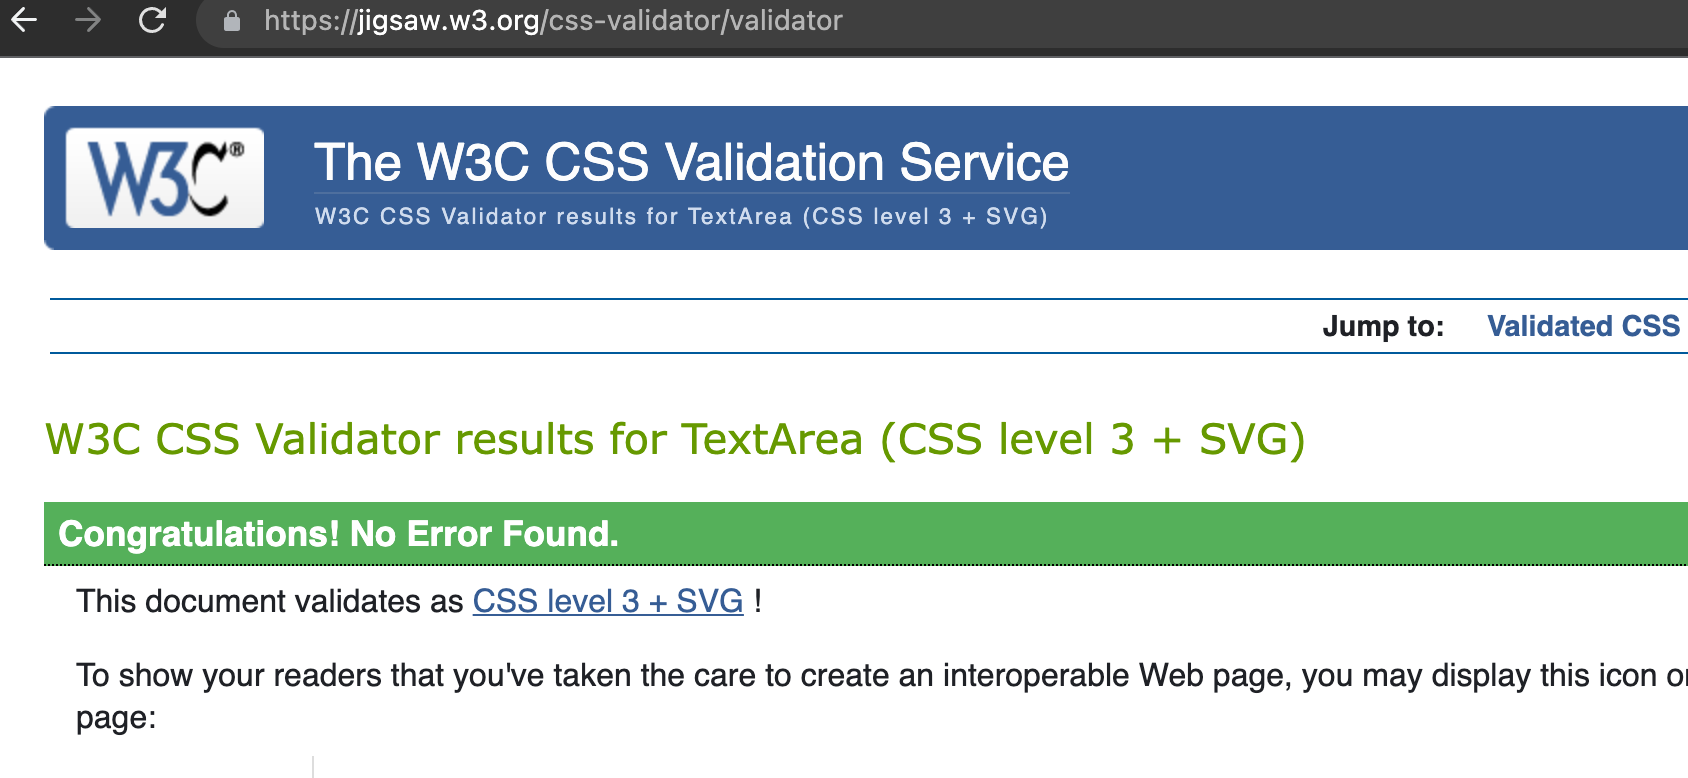 https://jigsaw.w3.org/css-validator/validator
W3C®
The W3C CSS Validation Service
W3C CSS Validator results for TextArea (CSS level 3 + SVG)
Jump to: Validated CSS
W3C CSS Validator results for TextArea (CSS level 3 + SVG)
Congratulations! No Error Found.
This document validates as CSS level 3 + SVG !
To show your readers that you've taken the care to create an interoperable Web page, you may display this icon
page: